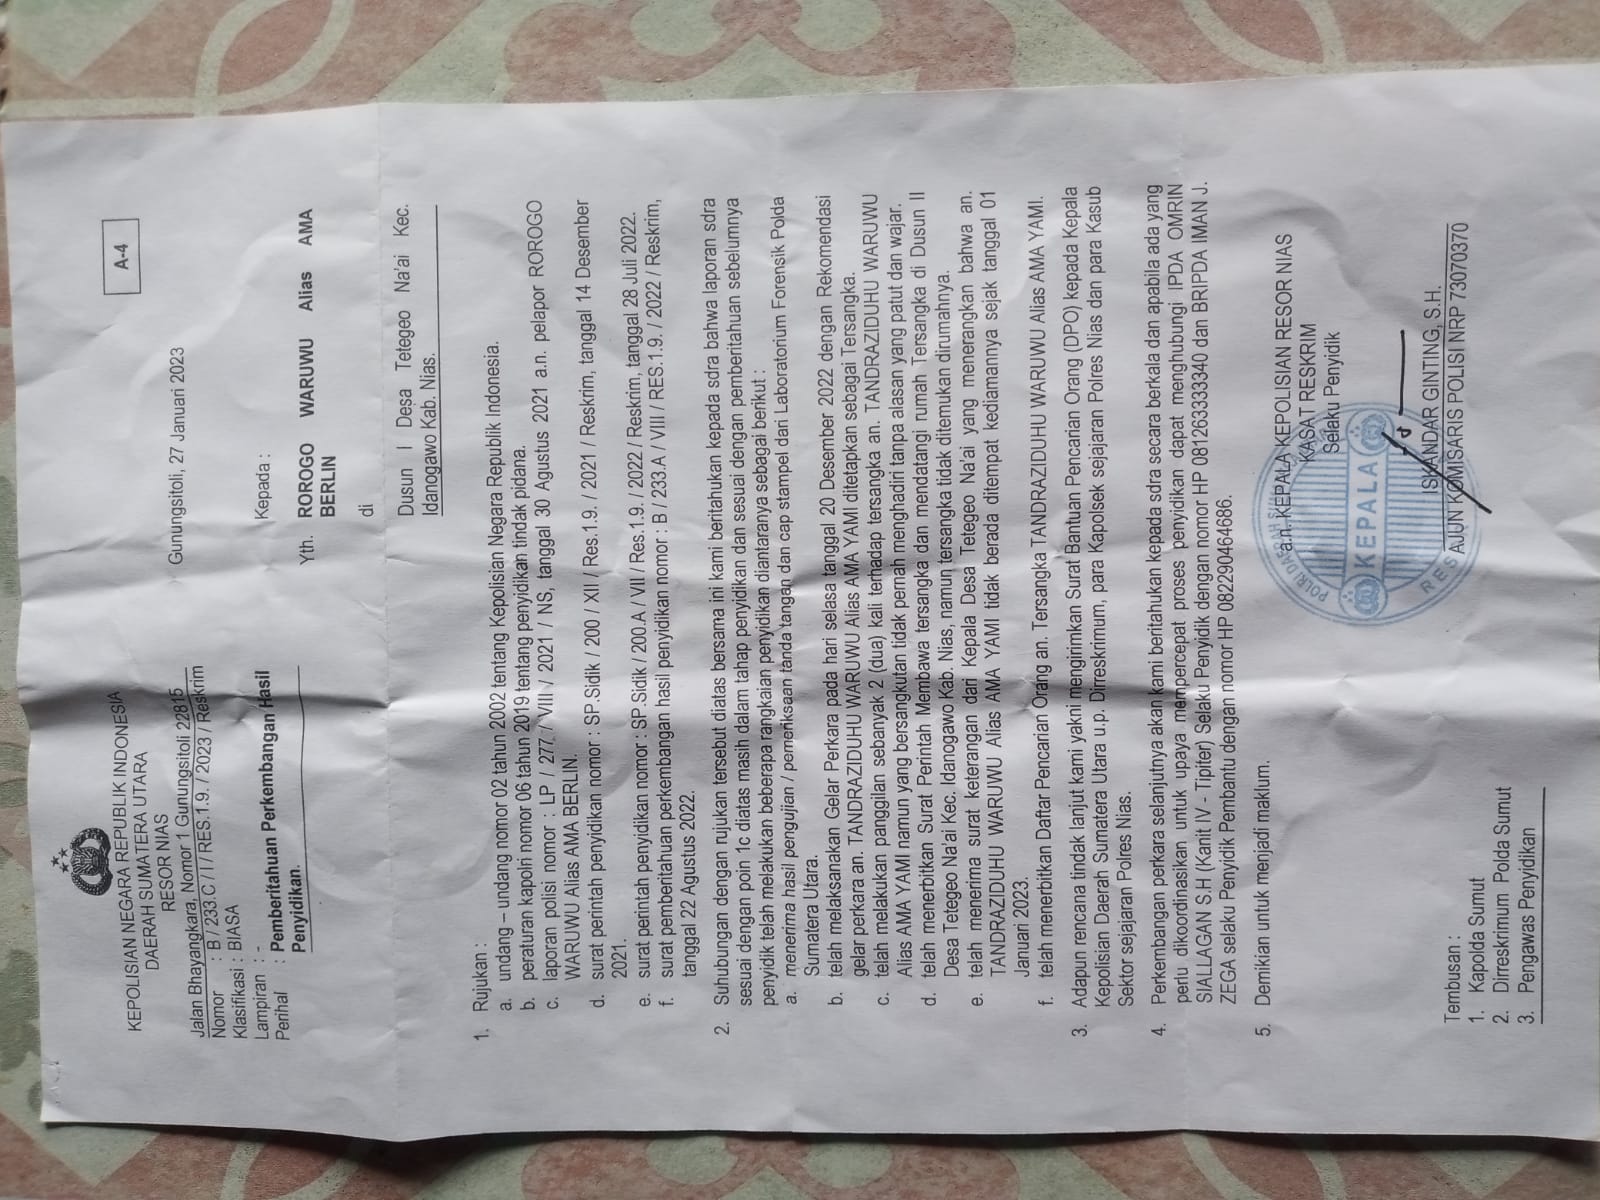 A-4
KEPOLISIAN NEGARA REPUBLIK INDONESIA
DAERAH SUMATERA UTARA
RESOR NIAS
Jalan Bhayangkara, Nomor 1 Gunungsitoli 22815
Nomor : B / 233.C / I / RES.1.9. / 2023 / Reskrim
Klasifikasi : BIASA
Lampiran : -
Perihal : Pemberitahuan Perkembangan Hasil
Penyidikan.
Gunungsitoli, 27 Januari 2023
Kepada :
Yth. ROROGO WARUWU Alias AMA
BERLIN
di
Dusun I Desa Tetegeo Na'ai Kec.
Idanogawo Kab. Nias.
1. Rujukan :
a. undang – undang nomor 02 tahun 2002 tentang Kepolisian Negara Republik Indonesia.
b. peraturan kapolri nomor 06 tahun 2019 tentang penyidikan tindak pidana.
c. laporan polisi nomor : LP / 277 / VIII / 2021 / NS, tanggal 30 Agustus 2021 a.n. pelapor ROROGO
WARUWU Alias AMA BERLIN.
d. surat perintah penyidikan nomor : SP.Sidik / 200 / XII / Res.1.9. / 2021 / Reskrim, tanggal 14 Desember
2021.
e. surat perintah penyidikan nomor : SP.Sidik / 200.A / VII / Res.1.9. / 2022 / Reskrim, tanggal 28 Juli 2022.
f. surat pemberitahuan perkembangan hasil penyidikan nomor : B / 233.A / VIII / RES.1.9. / 2022 / Reskrim,
tanggal 22 Agustus 2022.
2. Suhubungan dengan rujukan tersebut diatas bersama ini kami beritahukan kepada sdra bahwa laporan sdra
sesuai dengan poin 1c diatas masih dalam tahap penyidikan dan sesuai dengan pemberitahuan sebelumnya
penyidik telah melakukan beberapa rangkaian penyidikan diantaranya sebagai berikut :
a. menerima hasil pengujian / pemeriksaan tanda tangan dan cap stampel dari Laboratorium Forensik Polda
Sumatera Utara.
b. telah melaksanakan Gelar Perkara pada hari selasa tanggal 20 Desember 2022 dengan Rekomendasi
gelar perkara an. TANDRAZIDUHU WARUWU Alias AMA YAMI ditetapkan sebagai Tersangka.
c. telah melakukan panggilan sebanyak 2 (dua) kali terhadap tersangka an. TANDRAZIDUHU WARUWU
Alias AMA YAMI namun yang bersangkutan tidak pernah menghadiri tanpa alasan yang patut dan wajar.
d. telah menerbitkan Surat Perintah Membawa tersangka dan mendatangi rumah Tersangka di Dusun II
Desa Tetegeo Na'ai Kec. Idanogawo Kab. Nias, namun tersangka tidak ditemukan dirumahnya.
e. telah menerima surat keterangan dari Kepala Desa Tetegeo Na'ai yang menerangkan bahwa an.
TANDRAZIDUHU WARUWU Alias AMA YAMI tidak berada ditempat kediamannya sejak tanggal 01
Januari 2023.
f. telah menerbitkan Daftar Pencarian Orang an. Tersangka TANDRAZIDUHU WARUWU Alias AMA YAMI.
3. Adapun rencana tindak lanjut kami yakni mengirimkan Surat Bantuan Pencarian Orang (DPO) kepada Kepala
Kepolisian Daerah Sumatera Utara u.p. Dirreskrimum, para Kapolsek sejajaran Polres Nias dan para Kasub
Sektor sejajaran Polres Nias.
4. Perkembangan perkara selanjutnya akan kami beritahukan kepada sdra secara berkala dan apabila ada yang
perlu dikoordinasikan untuk upaya mempercepat proses penyidikan dapat menghubungi IPDA OMRIN
SIALLAGAN S.H (Kanit IV - Tipiter) Selaku Penyidik dengan nomor HP 081263333340 dan BRIPDA IMAN J.
ZEGA selaku Penyidik Pembantu dengan nomor HP 082290464686.
5. Demikian untuk menjadi maklum.
a.n. KEPALA KEPOLISIAN RESOR NIAS
KASAT RESKRIM
Selaku Penyidik
KEPALA
ISKANDAR GINTING, S.H.
AJUN KOMISARIS POLISI NRP 73070370
Tembusan :
1. Kapolda Sumut
2. Dirreskrimum Polda Sumut
3. Pengawas Penyidikan